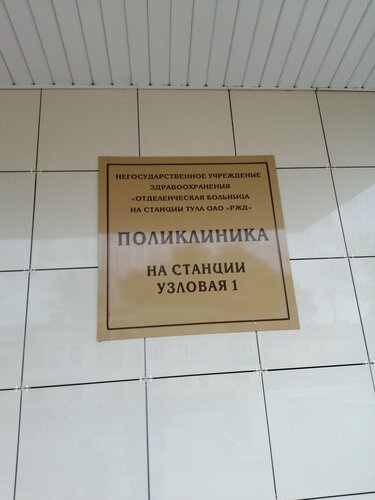 НЕГОСУДАРСТВЕННОЕ УЧРЕЖДЕНИЕ
ЗДРАВООХРАНЕНИЯ
«ОТДЕЛЕНЧЕСКАЯ БОЛЬНИЦА
НА СТАНЦИИ ТУЛА ОАО «РЖД»
ПОЛИКЛИНИКА
НА СТАНЦИИ
УЗЛОВАЯ 1